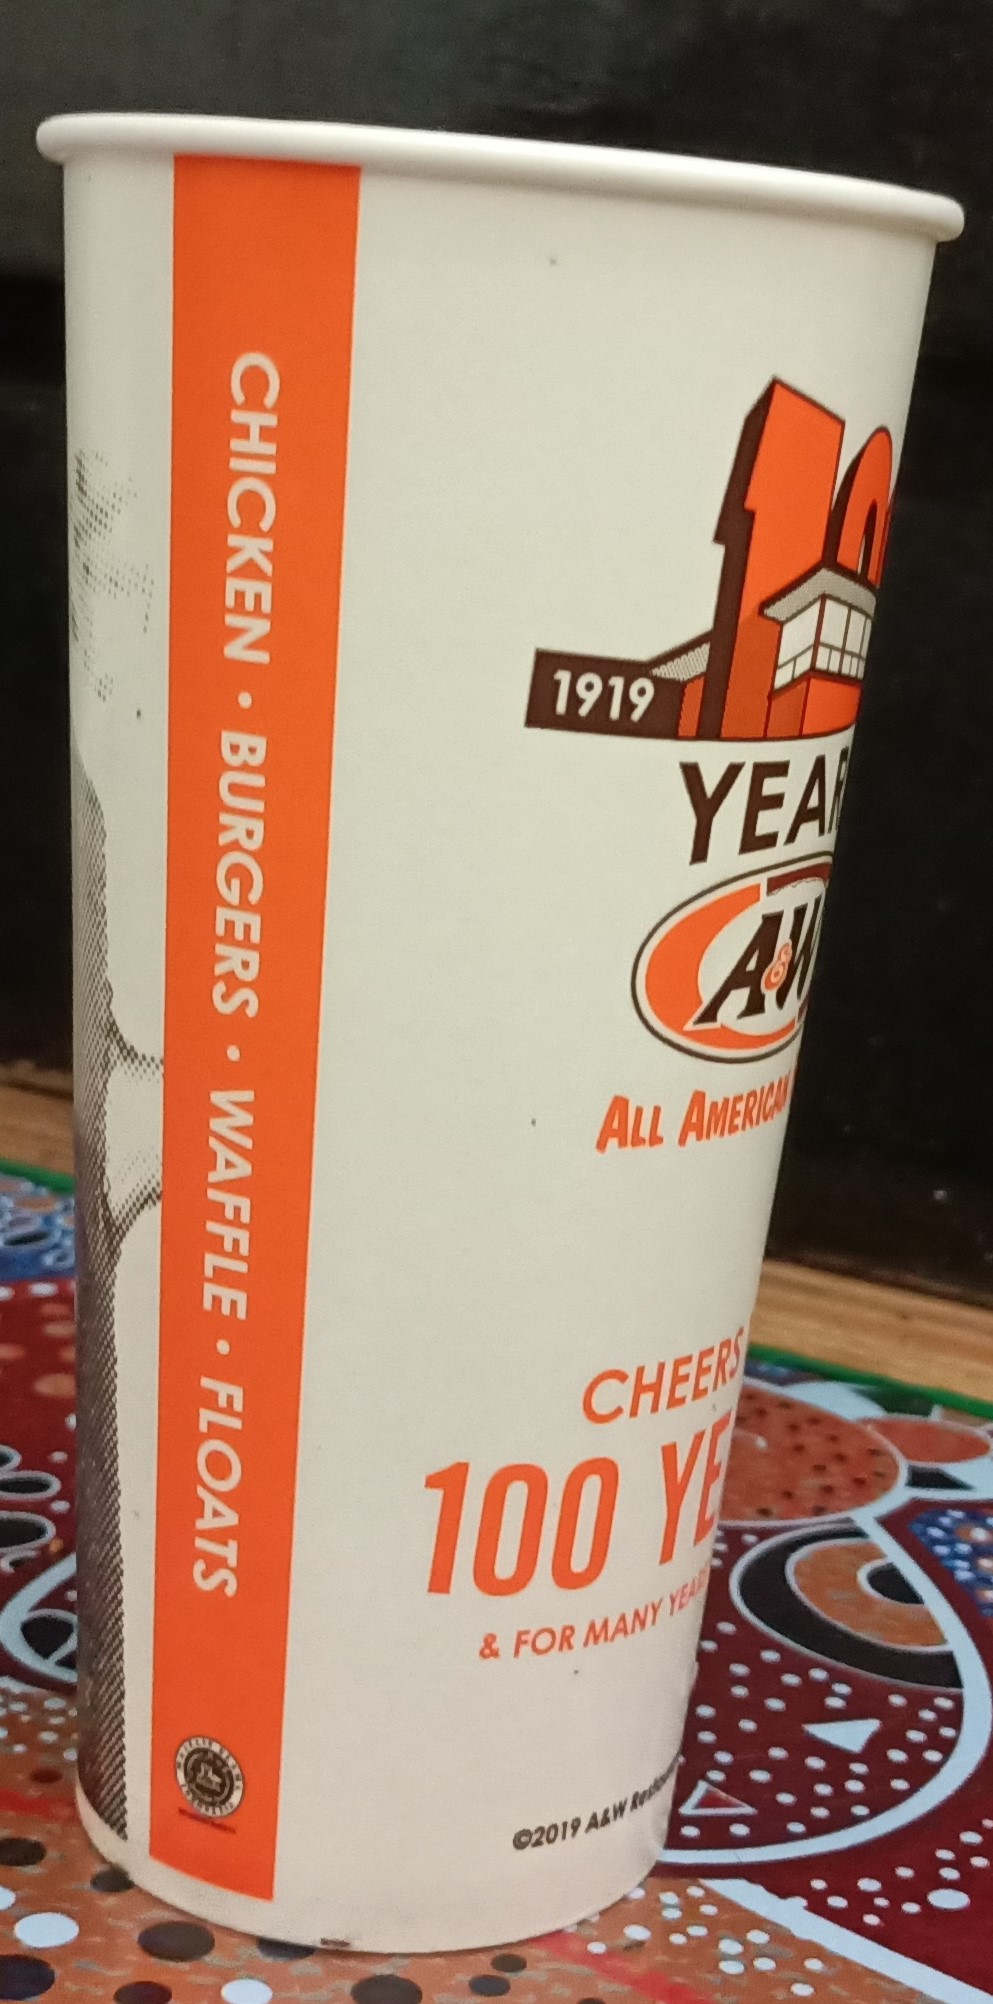 CHICKEN • BURGERS • WAFFLE • FLOATS
1919
YEAR
A&W
ALL AMERICAN
CHEERS
100 YE
& FOR MANY YEAR
©2019 A&W